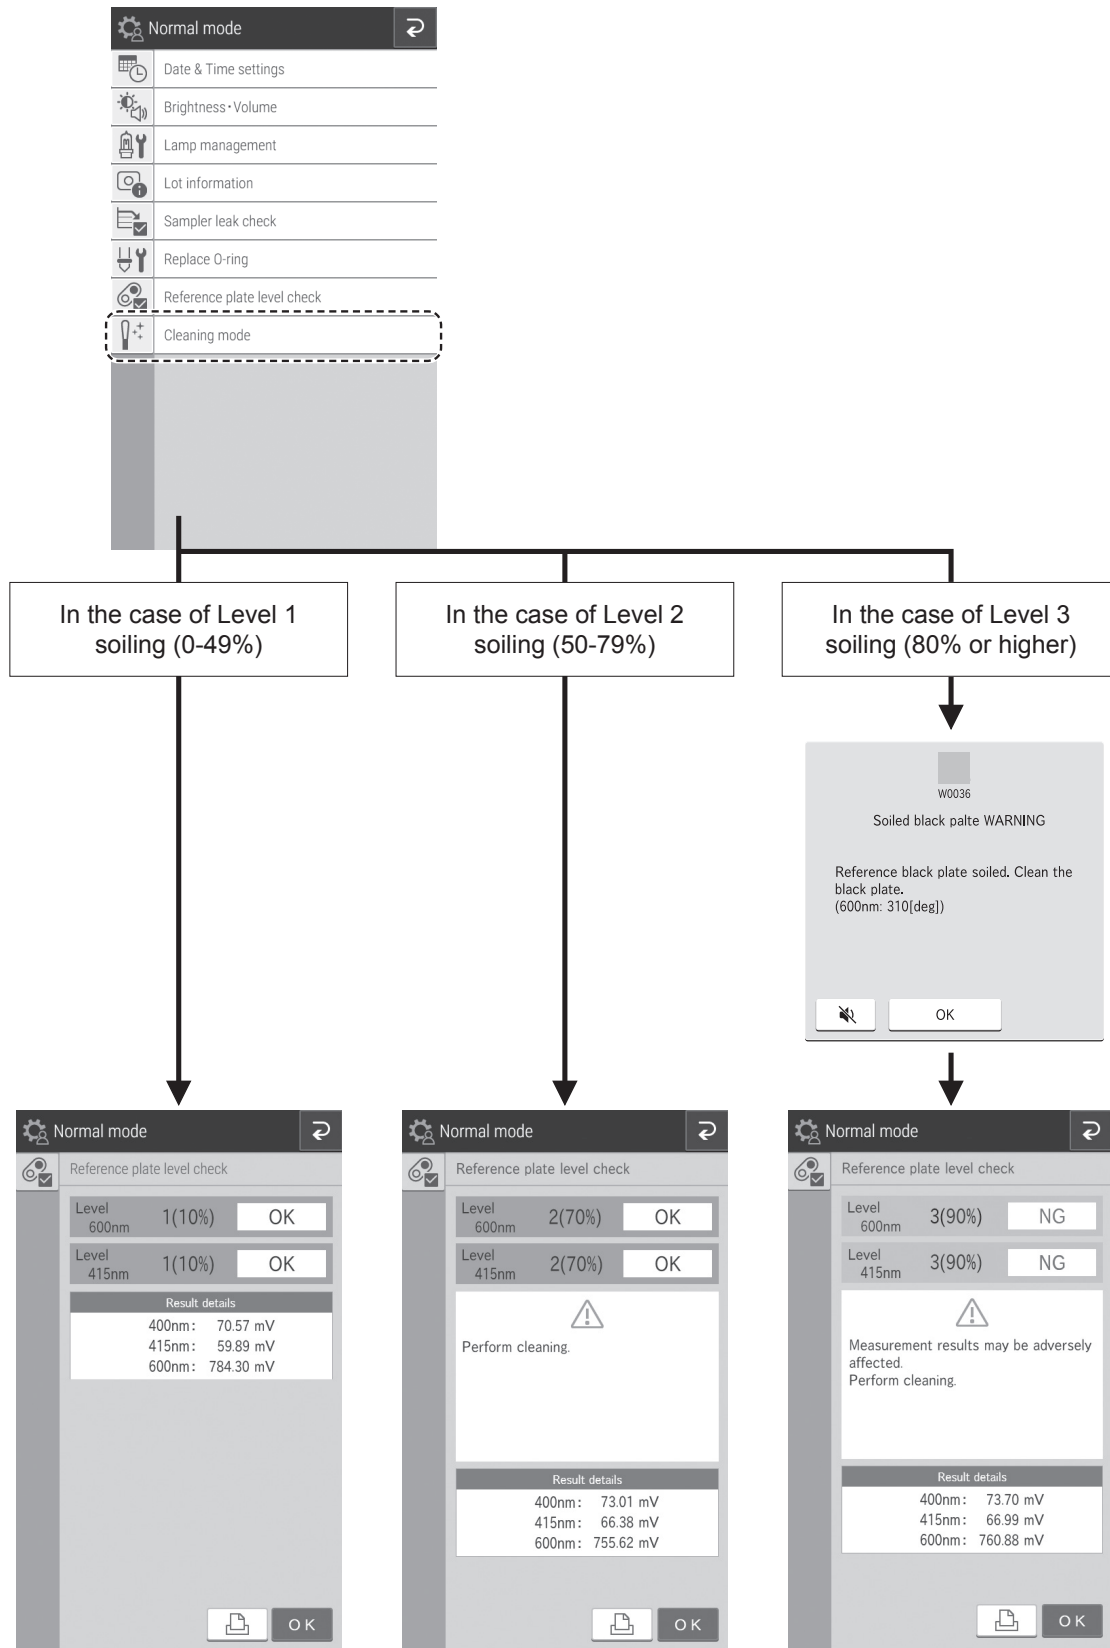 Normal mode
Date & Time settings
Brightness・Volume
Lamp management
Lot information
Sampler leak check
Replace O-ring
Reference plate level check
Cleaning mode
In the case of Level 1
soiling (0-49%)
In the case of Level 2
soiling (50-79%)
In the case of Level 3
soiling (80% or higher)
W0036
Soiled black palte WARNING
Reference black plate soiled. Clean the
black plate.
(600nm: 310[deg])
OK
Normal mode
Reference plate level check
Level
600nm
1(10%)
OK
Level
415nm
1(10%)
OK
Result details
400nm: 70.57 mV
415nm: 59.89 mV
600nm: 784.30 mV
OK
Normal mode
Reference plate level check
Level
600nm
2(70%)
OK
Level
415nm
2(70%)
OK
Perform cleaning.
Result details
400nm: 73.01 mV
415nm: 66.38 mV
600nm: 755.62 mV
OK
Normal mode
Reference plate level check
Level
600nm
3(90%)
NG
Level
415nm
3(90%)
NG
Measurement results may be adversely
affected.
Perform cleaning.
Result details
400nm: 73.70 mV
415nm: 66.99 mV
600nm: 760.88 mV
OK